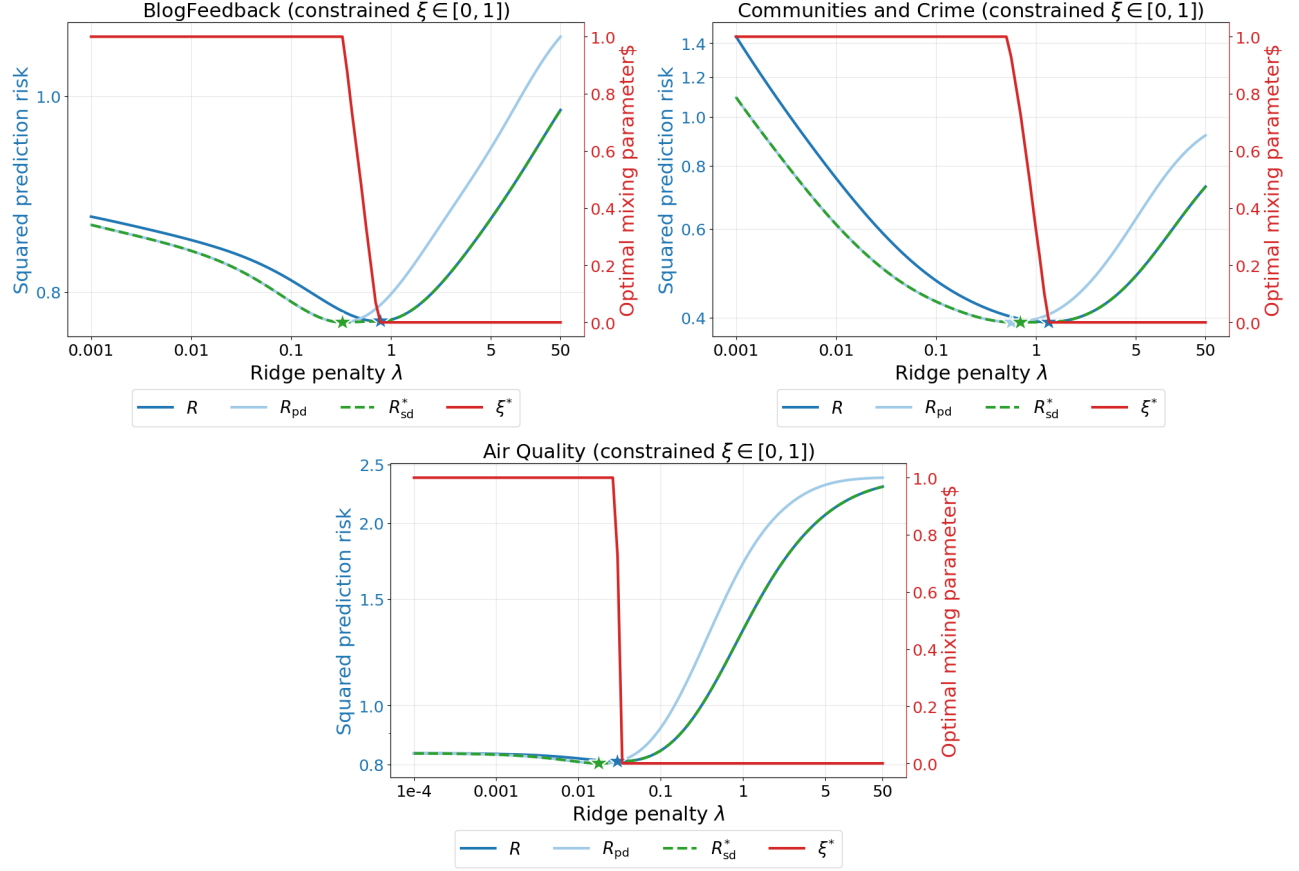 BlogFeedback (constrained ξ ∈ [0, 1])
Squared prediction risk
1.0
0.8
1.0
0.8
0.6
0.4
0.2
0.0
Optimal mixing parameter$
0.001 0.01 0.1 1 5 50
Ridge penalty λ
R R_pd R*_sd ξ*
Communities and Crime (constrained ξ ∈ [0, 1])
Squared prediction risk
1.4
1.2
1.0
0.8
0.6
0.4
1.0
0.8
0.6
0.4
0.2
0.0
Optimal mixing parameter$
0.001 0.01 0.1 1 5 50
Ridge penalty λ
R R_pd R*_sd ξ*
Air Quality (constrained ξ ∈ [0, 1])
Squared prediction risk
2.5
2.0
1.5
1.0
0.8
1.0
0.8
0.6
0.4
0.2
0.0
Optimal mixing parameter$
1e-4 0.001 0.01 0.1 1 5 50
Ridge penalty λ
R R_pd R*_sd ξ*